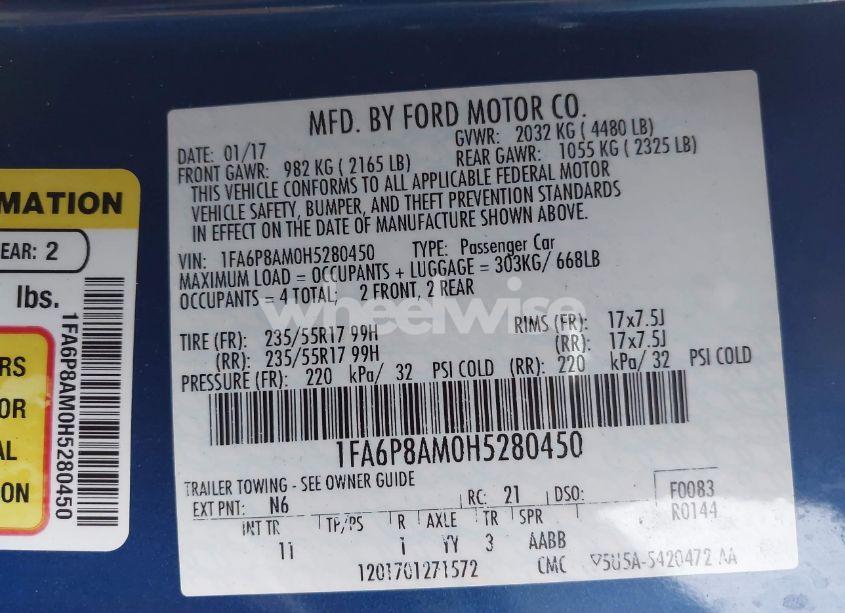 MFD. BY FORD MOTOR CO.
DATE: 01/17 GVWR: 2032 KG ( 4480 LB)
FRONT GAWR: 982 KG ( 2165 LB) REAR GAWR: 1055 KG ( 2325 LB)
THIS VEHICLE CONFORMS TO ALL APPLICABLE FEDERAL MOTOR
VEHICLE SAFETY, BUMPER, AND THEFT PREVENTION STANDARDS
IN EFFECT ON THE DATE OF MANUFACTURE SHOWN ABOVE.
VIN: 1FA6P8AM0H5280450 TYPE: Passenger Car
MAXIMUM LOAD = OCCUPANTS + LUGGAGE = 303KG/ 668LB
OCCUPANTS = 4 TOTAL; 2 FRONT, 2 REAR
TIRE (FR): 235/55R17 99H RIMS (FR): 17x7.5J
(RR): 235/55R17 99H (RR): 17x7.5J
PRESSURE (FR): 220 kPa/ 32 PSI COLD (RR): 220 kPa/ 32 PSI COLD
1FA6P8AM0H5280450
TRAILER TOWING - SEE OWNER GUIDE
EXT PNT: N6 RC: 21 DSO: F0083
R0144
INT TR TP/PS R AXLE TR SPR
11 1 YY 3 AABB
1201701271572 CMC ▽5U5A-5420472 AA
MATION
EAR: 2
lbs.
RS
OR
AL
ON
1FA6P8AM0H5280450
wheelwise